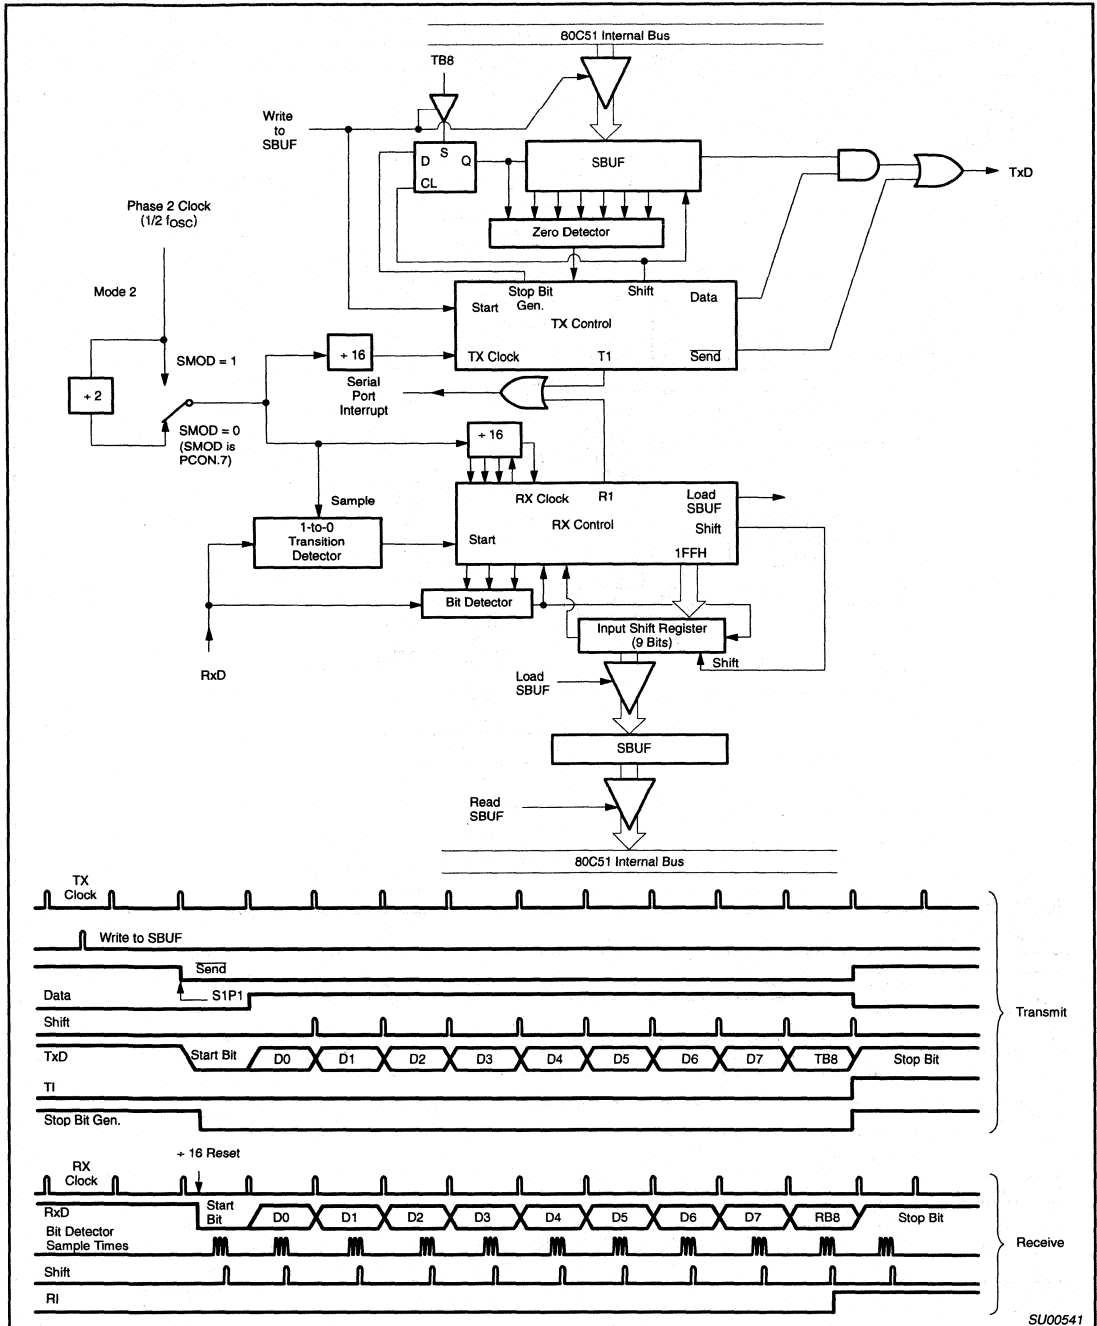 80C51 Internal Bus
TB8
Write
to
SBUF
S
D
Q
CL
SBUF
TxD
Phase 2 Clock
(1/2 fOSC)
Zero Detector
Mode 2
Stop Bit
Gen.
Shift
Data
Start
TX Control
SMOD = 1
÷ 16
TX Clock
T1
Send
÷ 2
Serial
Port
Interrupt
SMOD = 0
(SMOD is
PCON.7)
÷ 16
Sample
RX Clock
R1
Load
SBUF
1-to-0
Transition
Detector
RX Control
Shift
Start
1FFH
Bit Detector
Input Shift Register
(9 Bits)
Shift
RxD
Load
SBUF
SBUF
Read
SBUF
80C51 Internal Bus
TX
Clock
Write to SBUF
Send
Data
S1P1
Transmit
Shift
TxD
Start Bit
D0
D1
D2
D3
D4
D5
D6
D7
TB8
Stop Bit
TI
Stop Bit Gen.
÷ 16 Reset
RX
Clock
RxD
Start
Bit
D0
D1
D2
D3
D4
D5
D6
D7
RB8
Stop Bit
Bit Detector
Sample Times
Receive
Shift
RI
SU00541